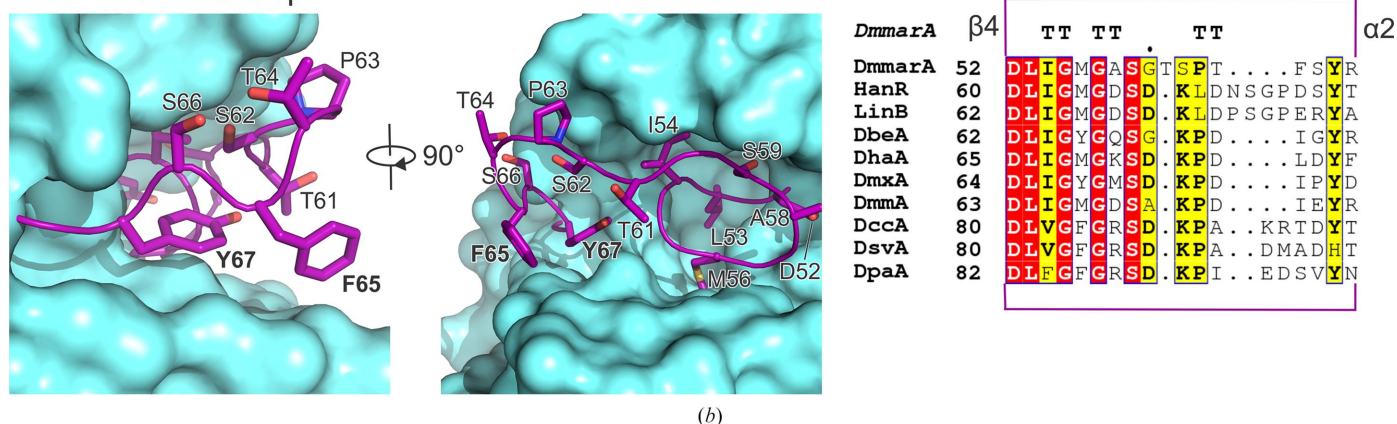 T64
P63
S66
S62
T61
Y67
F65
90°
T64
P63
I54
S59
S66
S62
T61
A58
L53
F65
Y67
M56
D52
(b)
DmmarA β4 TT TT TT α2
.
DmmarA 52 DLIGMGASGTSPT....FSYR
HanR 60 DLIGMGDSD.KLDNSGPDSYT
LinB 62 DLIGMGDSD.KLDPSGPERYA
DbeA 62 DLIGYGQSG.KPD....IGYR
DhaA 65 DLIGMGKSD.KPD....LDYF
DmxA 64 DLIGYGMSD.KPD....IPYD
DmmA 63 DLIGMGDSA.KPD....IEYR
DccA 80 DLVGFGRSD.KPA..KRTDYT
DsvA 80 DLVGFGRSD.KPA..DMADHT
DpaA 82 DLFGFGRSD.KPI..EDSVYN